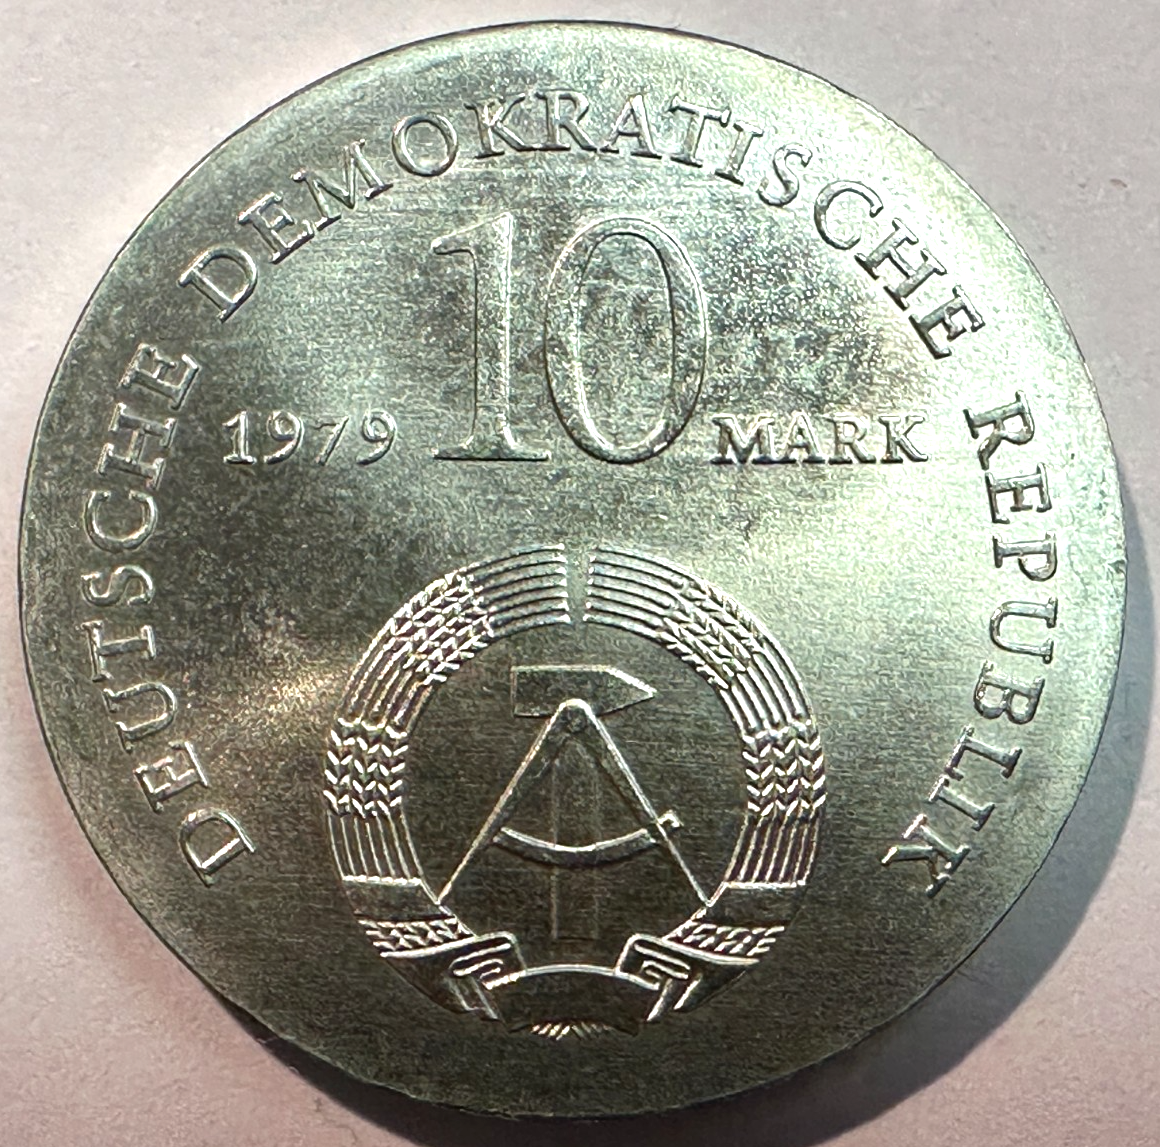 DEUTSCHE DEMOKRATISCHE REPUBLIK
1979 10 MARK